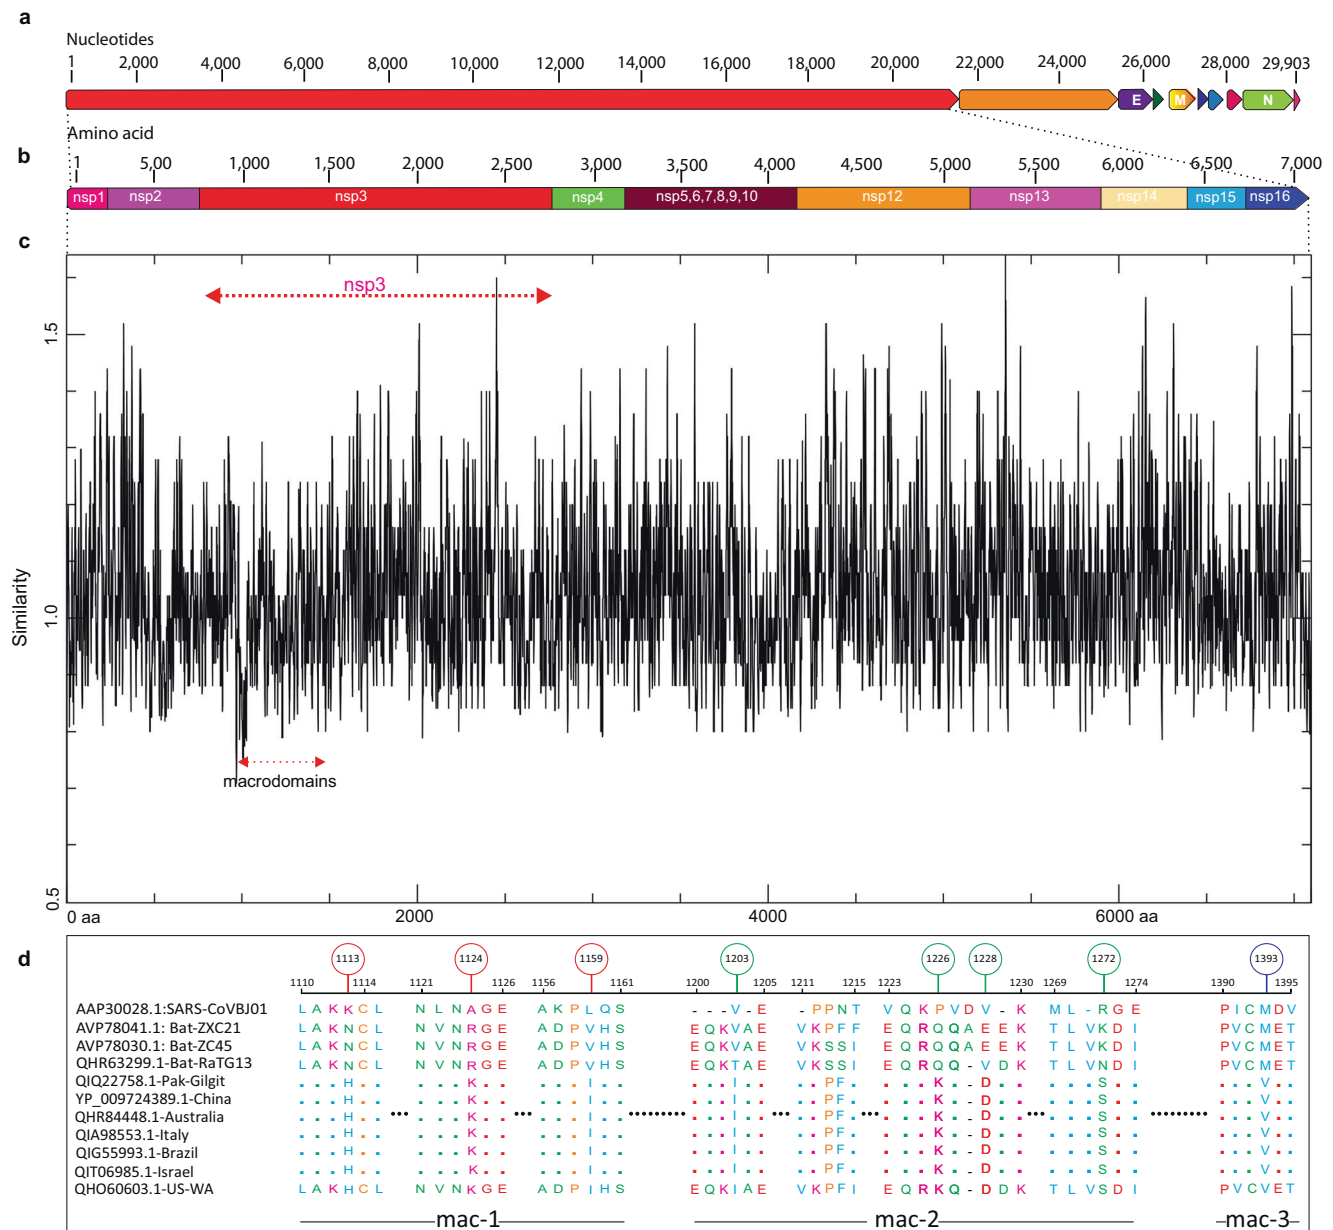 a
Nucleotides
1 2,000 4,000 6,000 8,000 10,000 12,000 14,000 16,000 18,000 20,000 22,000 24,000 26,000 28,000 29,903
E M N
Amino acid
b
1 5,00 1,000 1,500 2,000 2,500 3,000 3,500 4,000 4,500 5,000 5,500 6,000 6,500 7,000
nsp1 nsp2 nsp3 nsp4 nsp5,6,7,8,9,10 nsp12 nsp13 nsp14 nsp15 nsp16
c
nsp3
1.5
1.0
0.5
Similarity
macrodomains
0 aa 2000 4000 6000 aa
d
1113 1124 1159 1203 1226 1228 1272 1393
1110 1114 1121 1126 1156 1161 1200 1205 1211 1215 1223 1230 1269 1274 1390 1395
AAP30028.1:SARS-CoVBJ01 L A K K C L N L N A G E A K P L Q S - - - V - E - P P N T V Q K P V D V - K M L - R G E P I C M D V
AVP78041.1: Bat-ZXC21 L A K N C L N V N R G E A D P V H S E Q K V A E V K P F F E Q R Q Q A E E K T L V K D I P V C M E T
AVP78030.1: Bat-ZC45 L A K N C L N V N R G E A D P V H S E Q K V A E V K S S I E Q R Q Q A E E K T L V N D I P V C M E T
QHR63299.1-Bat-RaTG13 L A K N C L N V N R G E A D P V H S E Q K T A E V K S S I E Q R Q Q - V D K T L V N D I P V C M E T
QIQ22758.1-Pak-Gilgit . . . H . . . . . K . . . . . I . . . . . I . . . . P F . . . . K . - D . . . . . S . . . . . V . .
YP_009724389.1-China . . . H . . . . . K . . . . . I . . . . . I . . . . P F . . . . K . - D . . . . . S . . . . . V . .
QHR84448.1-Australia . . . H . . . . . K . . . . . I . . . . . I . . . . P F . . . . K . - D . . . . . S . . . . . V . .
QIA98553.1-Italy . . . H . . . . . K . . . . . I . . . . . I . . . . P F . . . . K . - D . . . . . S . . . . . V . .
QIG55993.1-Brazil . . . H . . . . . K . . . . . I . . . . . I . . . . P F . . . . K . - D . . . . . S . . . . . V . .
QIT06985.1-Israel . . . H . . . . . K . . . . . I . . . . . I . . . . P F . . . . K . - D . . . . . S . . . . . V . .
QHO60603.1-US-WA L A K H C L N V N K G E A D P I H S E Q K I A E V K P F I E Q R K Q - D D K T L V S D I P V C V E T
mac-1 mac-2 mac-3